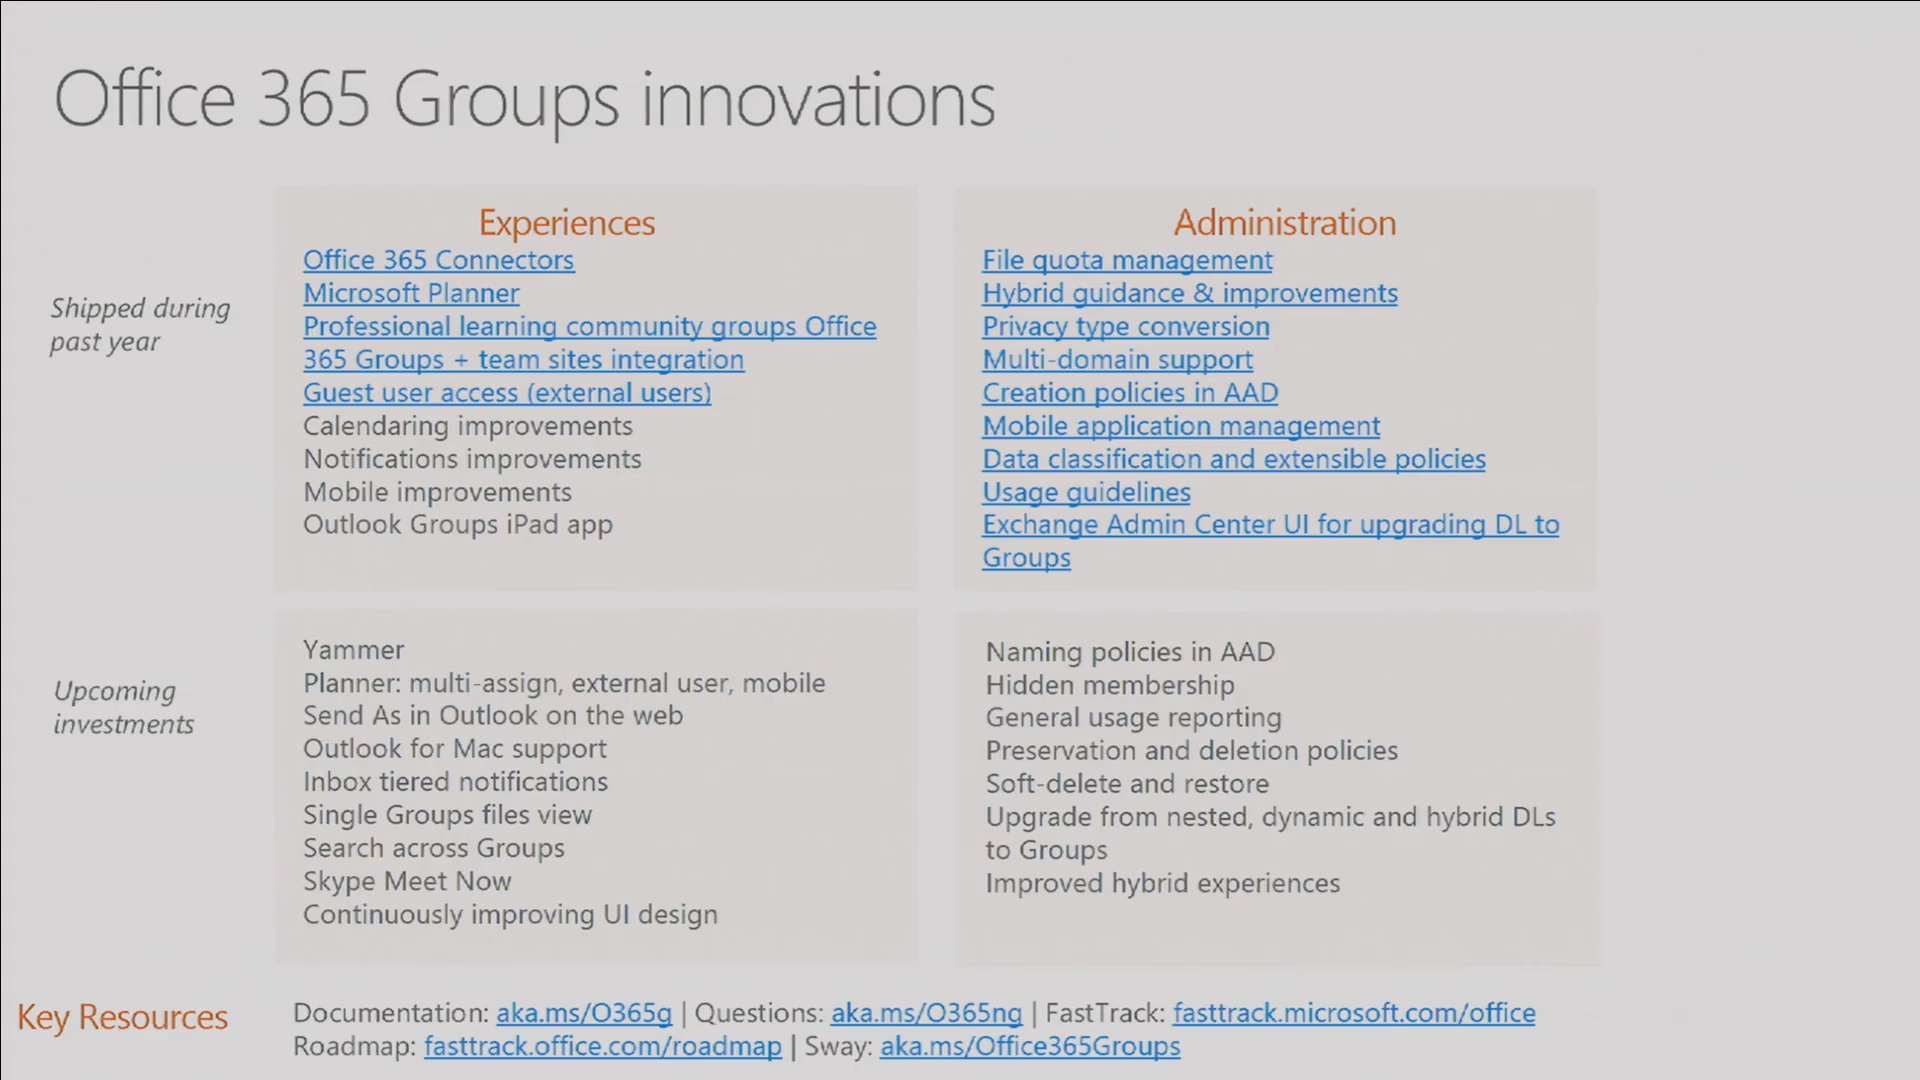 Office 365 Groups innovations
Experiences
Administration
Shipped during
past year
Office 365 Connectors
Microsoft Planner
Professional learning community groups Office
365 Groups + team sites integration
Guest user access (external users)
Calendaring improvements
Notifications improvements
Mobile improvements
Outlook Groups iPad app
File quota management
Hybrid guidance & improvements
Privacy type conversion
Multi-domain support
Creation policies in AAD
Mobile application management
Data classification and extensible policies
Usage guidelines
Exchange Admin Center UI for upgrading DL to
Groups
Upcoming
investments
Yammer
Planner: multi-assign, external user, mobile
Send As in Outlook on the web
Outlook for Mac support
Inbox tiered notifications
Single Groups files view
Search across Groups
Skype Meet Now
Continuously improving UI design
Naming policies in AAD
Hidden membership
General usage reporting
Preservation and deletion policies
Soft-delete and restore
Upgrade from nested, dynamic and hybrid DLs
to Groups
Improved hybrid experiences
Key Resources
Documentation: aka.ms/O365g | Questions: aka.ms/O365ng | FastTrack: fasttrack.microsoft.com/office
Roadmap: fasttrack.office.com/roadmap | Sway: aka.ms/Office365Groups